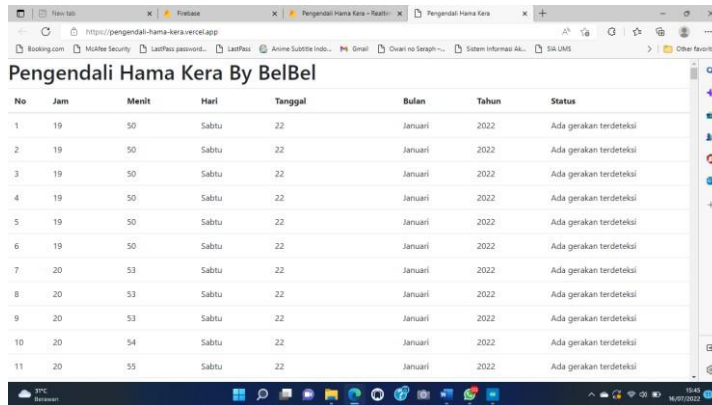 New tab
Firebase
Pengendali Hama Kera - Realtim
Pengendali Hama Kera
https://pengendali-hama-kera.vercel.app
Booking.com McAfee Security LastPass password... LastPass Anime Subtitle Indo... Gmail Owari no Seraph -... Sistem Informasi Ak... SIA UMS Other favorit
Pengendali Hama Kera By BelBel
No Jam Menit Hari Tanggal Bulan Tahun Status
1 19 50 Sabtu 22 Januari 2022 Ada gerakan terdeteksi
2 19 50 Sabtu 22 Januari 2022 Ada gerakan terdeteksi
3 19 50 Sabtu 22 Januari 2022 Ada gerakan terdeteksi
4 19 50 Sabtu 22 Januari 2022 Ada gerakan terdeteksi
5 19 50 Sabtu 22 Januari 2022 Ada gerakan terdeteksi
6 19 50 Sabtu 22 Januari 2022 Ada gerakan terdeteksi
7 20 53 Sabtu 22 Januari 2022 Ada gerakan terdeteksi
8 20 53 Sabtu 22 Januari 2022 Ada gerakan terdeteksi
9 20 53 Sabtu 22 Januari 2022 Ada gerakan terdeteksi
10 20 54 Sabtu 22 Januari 2022 Ada gerakan terdeteksi
11 20 55 Sabtu 22 Januari 2022 Ada gerakan terdeteksi
31°C
Berawan
15:45
16/07/2022